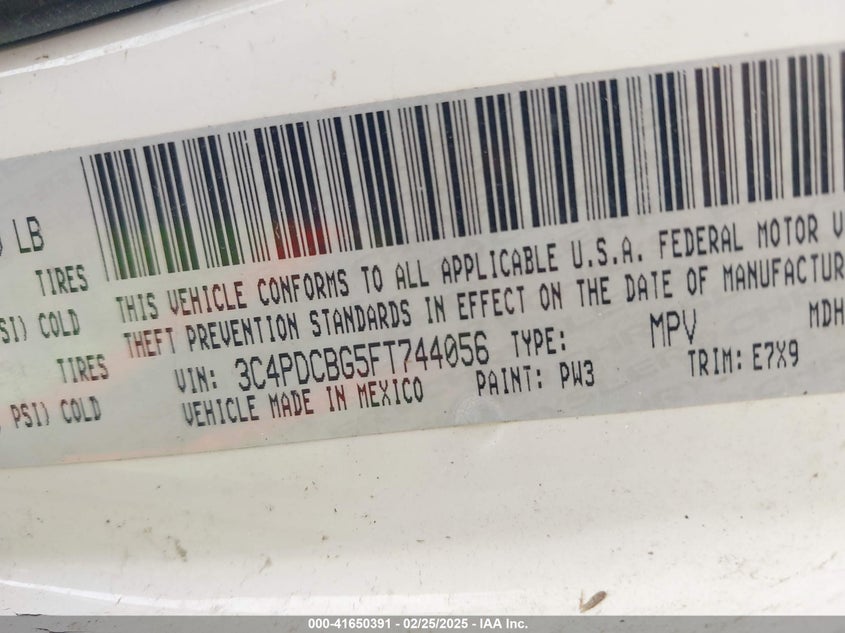 LB
TIRES
PSI) COLD
TIRES
PSI) COLD
THIS VEHICLE CONFORMS TO ALL APPLICABLE U.S.A. FEDERAL MOTOR V
THEFT PREVENTION STANDARDS IN EFFECT ON THE DATE OF MANUFACTUR
VIN: 3C4PDCBG5FT744056 TYPE: MPV MDH
VEHICLE MADE IN MEXICO PAINT: PW3 TRIM: E7X9
000-41650391 - 02/25/2025 - IAA Inc.